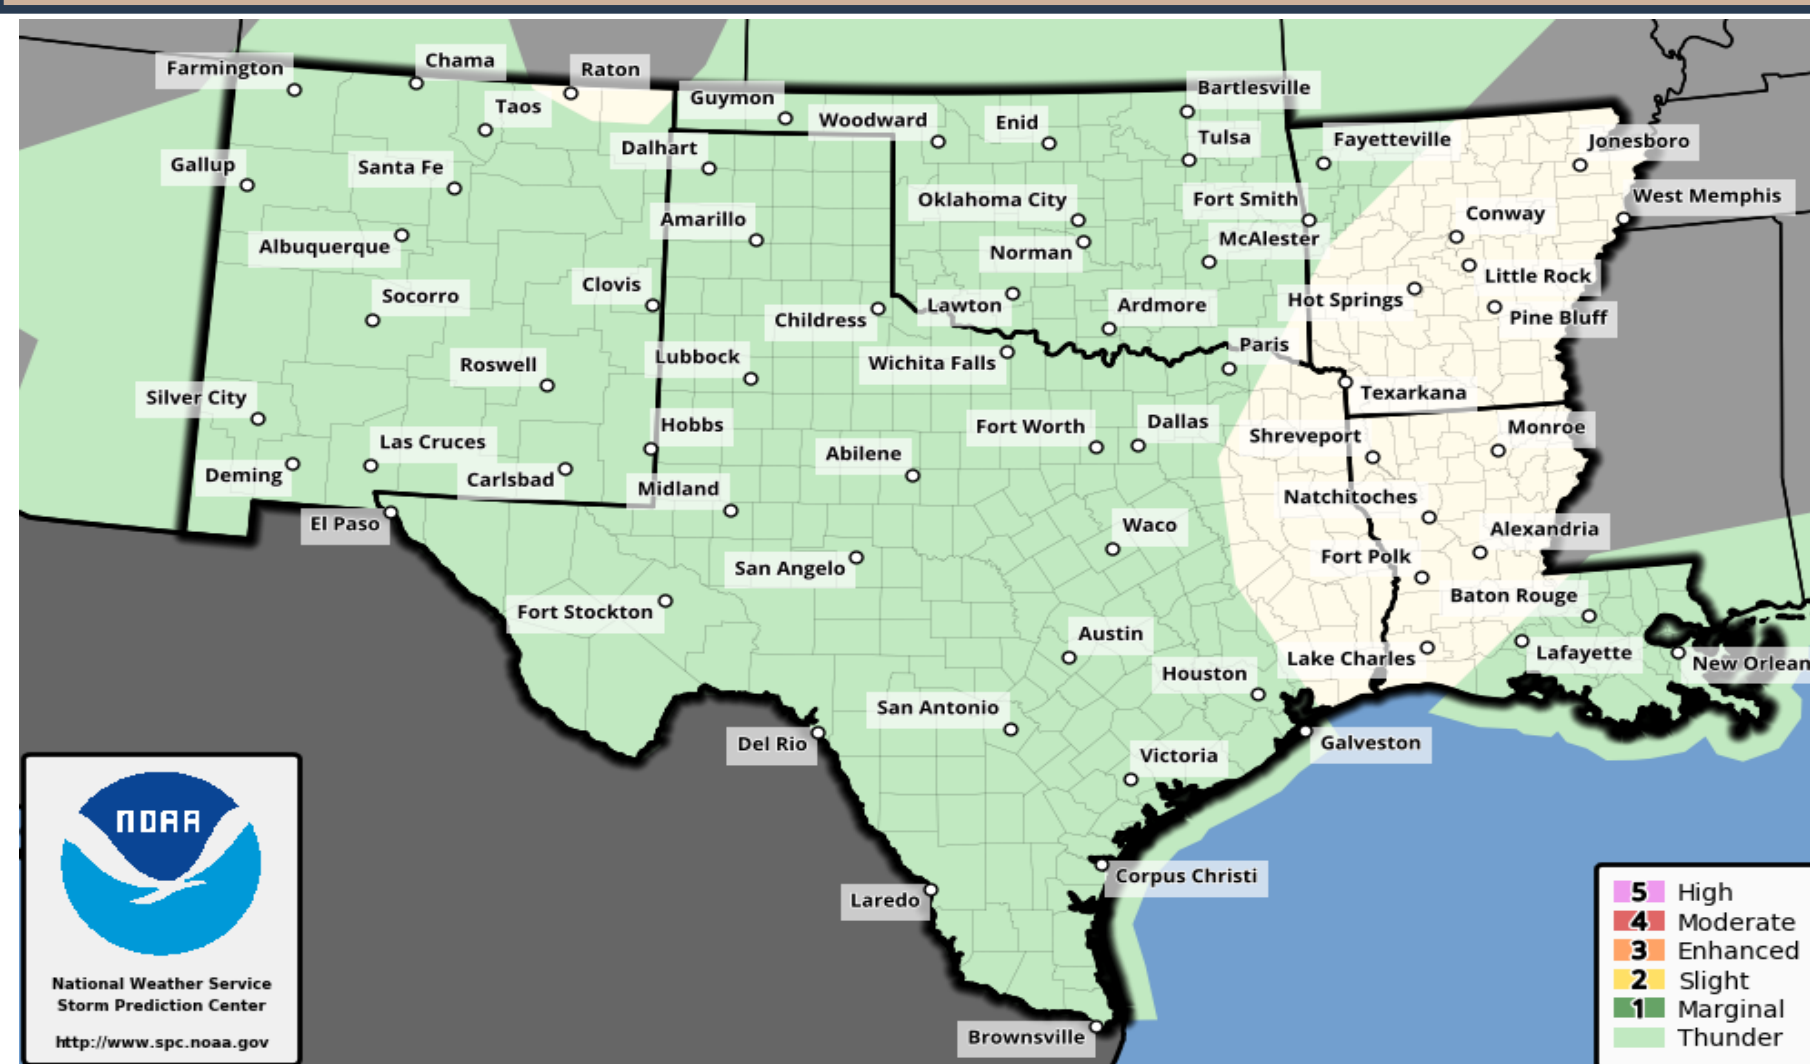 Farmington
Chama
Raton
Taos
Guymon
Woodward
Enid
Bartlesville
Tulsa
Fayetteville
Jonesboro
Gallup
Santa Fe
Dalhart
West Memphis
Oklahoma City
Fort Smith
Conway
Albuquerque
Amarillo
Norman
McAlester
Little Rock
Socorro
Clovis
Childress
Lawton
Ardmore
Hot Springs
Pine Bluff
Roswell
Lubbock
Wichita Falls
Paris
Texarkana
Silver City
Las Cruces
Hobbs
Abilene
Fort Worth
Dallas
Shreveport
Monroe
Deming
Carlsbad
Midland
Natchitoches
El Paso
San Angelo
Waco
Alexandria
Fort Polk
Fort Stockton
Baton Rouge
Austin
Houston
Lake Charles
Lafayette
New Orlean
Del Rio
San Antonio
Victoria
Galveston
Laredo
Corpus Christi
Brownsville
NOAA
National Weather Service
Storm Prediction Center
http://www.spc.noaa.gov
5 High
4 Moderate
3 Enhanced
2 Slight
1 Marginal
Thunder